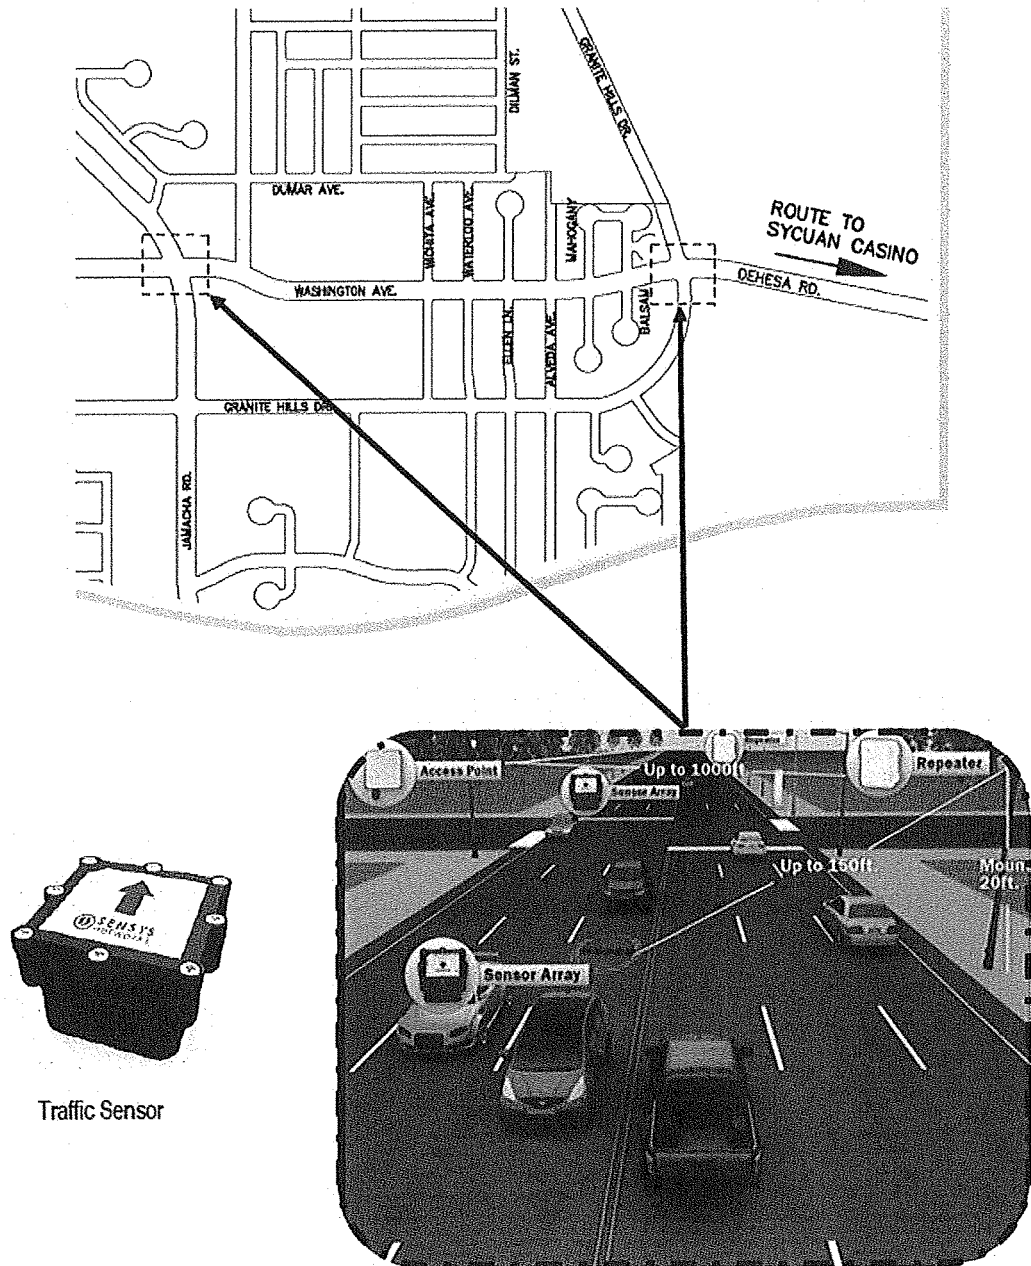 DILMAN ST.
GRANITE HILLS DR.
DUMAR AVE.
WICHITA AVE.
WATERLOO AVE.
MAHOGANY
ROUTE TO
SYCUAN CASINO
DEHESA RD.
WASHINGTON AVE.
BALSAM
ELLEN LN.
ALVEDA AVE.
GRANITE HILLS DR.
JAMACHA RD.
Access Point
Up to 1000ft
Repeater
Sensor Array
Up to 150ft.
Moun
20ft.
Sensor Array
SENSYS
NETWORKS
Traffic Sensor